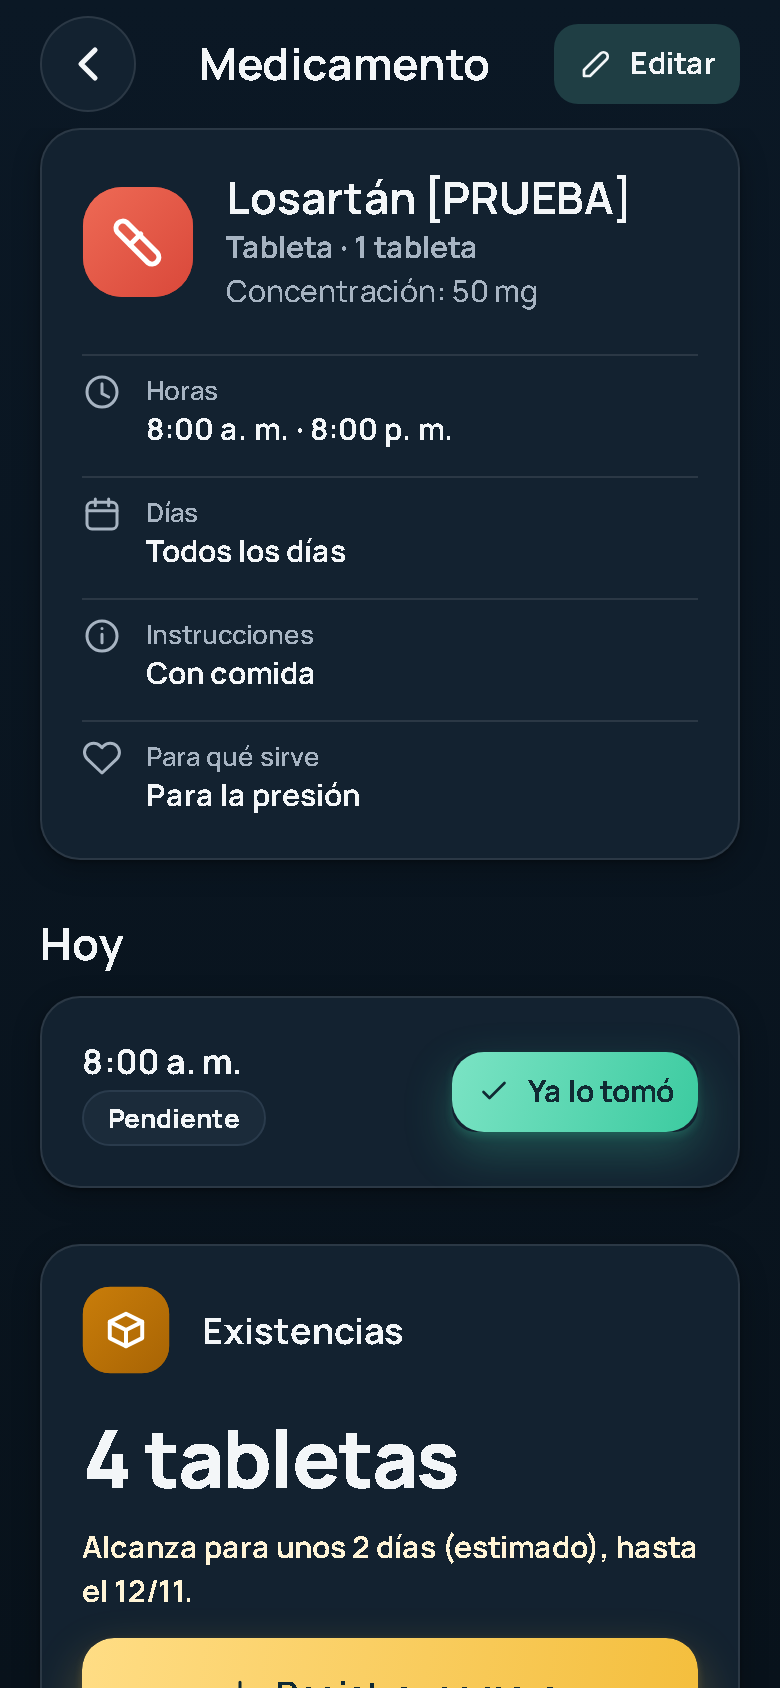 Medicamento
Editar
Losartán [PRUEBA]
Tableta · 1 tableta
Concentración: 50 mg
Horas
8:00 a. m. · 8:00 p. m.
Días
Todos los días
Instrucciones
Con comida
Para qué sirve
Para la presión
Hoy
8:00 a. m.
Pendiente
Ya lo tomó
Existencias
4 tabletas
Alcanza para unos 2 días (estimado), hasta
el 12/11.